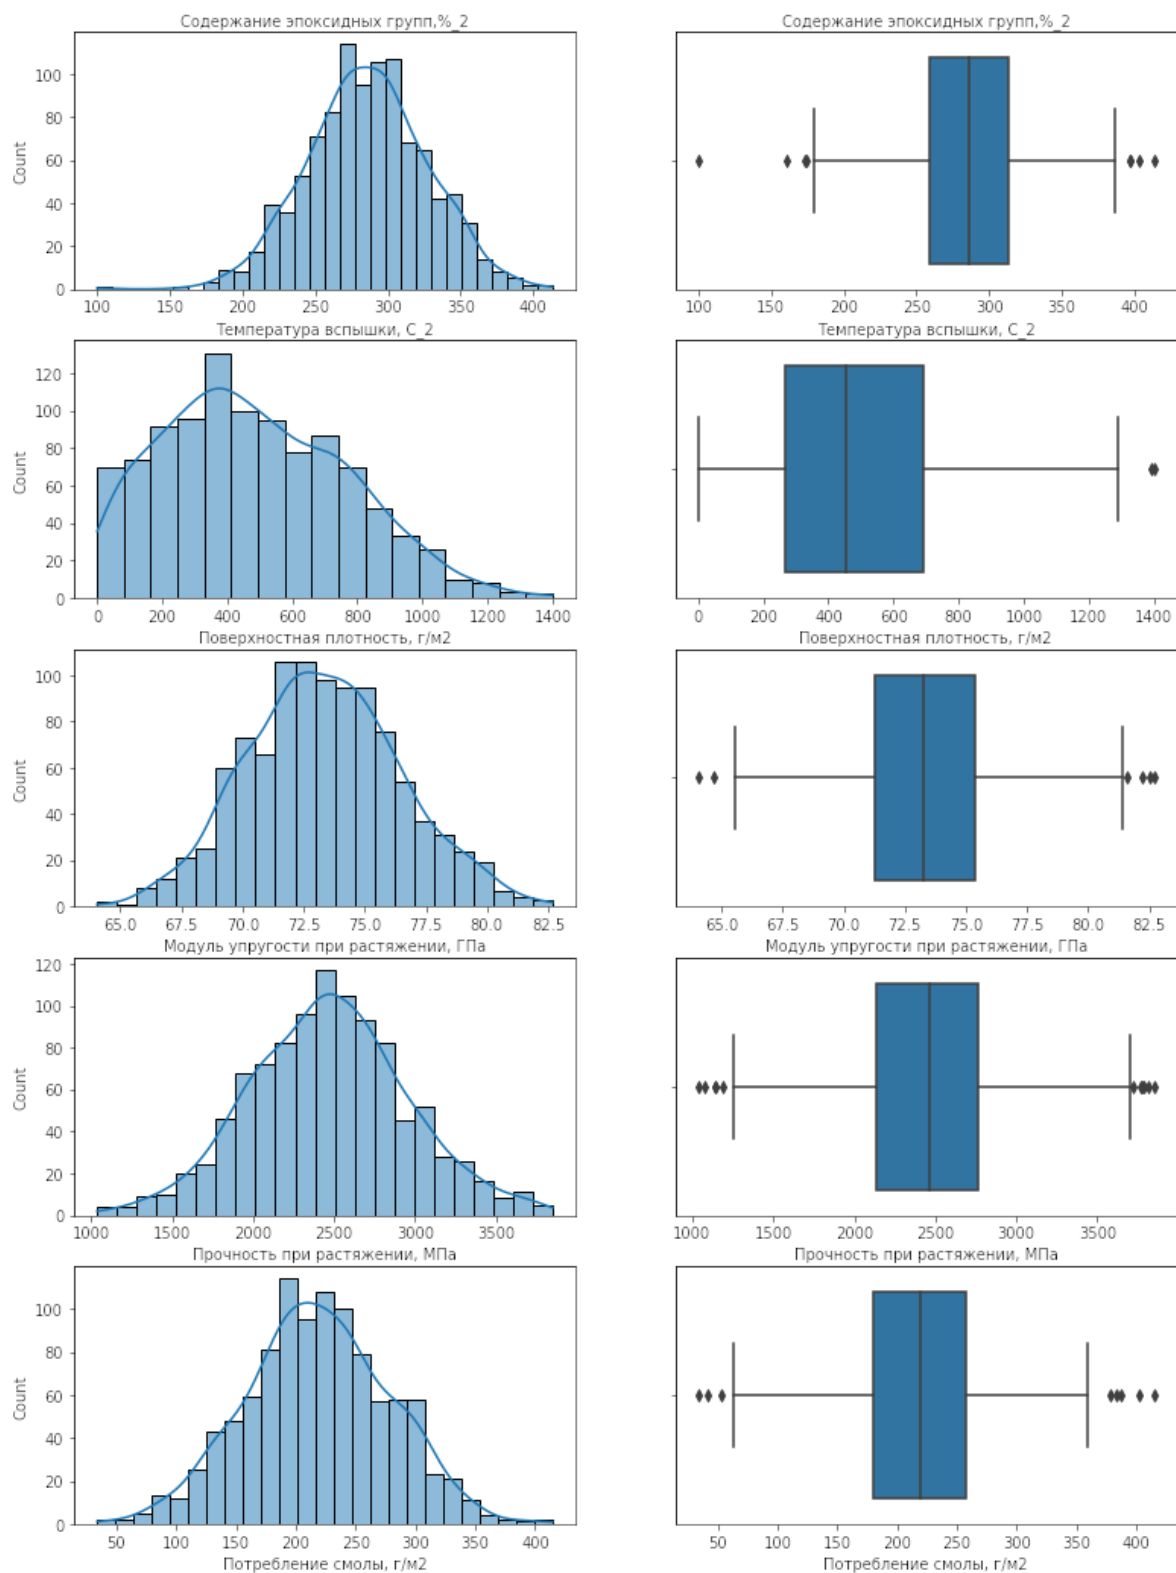 Содержание эпоксидных групп,%_2 Содержание эпоксидных групп,%_2
Count
100
80
60
40
20
0
100 150 200 250 300 350 400
100 150 200 250 300 350 400
Температура вспышки, С_2 Температура вспышки, С_2
Count
120
100
80
60
40
20
0
0 200 400 600 800 1000 1200 1400
0 200 400 600 800 1000 1200 1400
Поверхностная плотность, г/м2 Поверхностная плотность, г/м2
Count
100
80
60
40
20
0
65.0 67.5 70.0 72.5 75.0 77.5 80.0 82.5
65.0 67.5 70.0 72.5 75.0 77.5 80.0 82.5
Модуль упругости при растяжении, ГПа Модуль упругости при растяжении, ГПа
Count
120
100
80
60
40
20
0
1000 1500 2000 2500 3000 3500
1000 1500 2000 2500 3000 3500
Прочность при растяжении, МПа Прочность при растяжении, МПа
Count
100
80
60
40
20
0
50 100 150 200 250 300 350 400
50 100 150 200 250 300 350 400
Потребление смолы, г/м2 Потребление смолы, г/м2